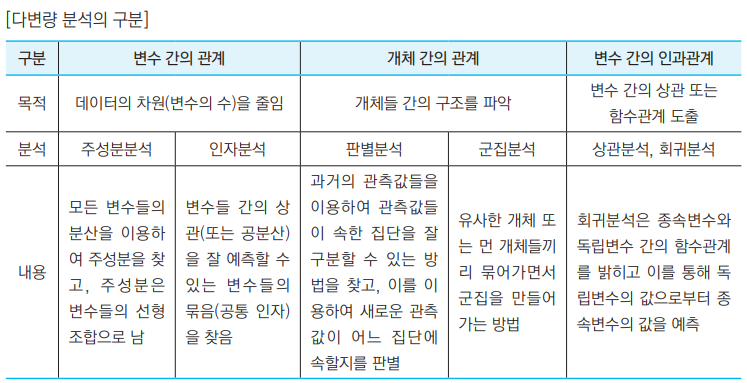 [다변량 분석의 구분]
구분
변수 간의 관계
개체 간의 관계
변수 간의 인과관계
목적
데이터의 차원(변수의 수)을 줄임
개체들 간의 구조를 파악
변수 간의 상관 또는
함수관계 도출
분석
주성분분석
인자분석
판별분석
군집분석
상관분석, 회귀분석
내용
모든 변수들의
분산을 이용하
여 주성분을 찾
고, 주성분은
변수들의 선형
조합으로 남
변수들 간의 상
관(또는 공분산)
을 잘 예측할 수
있는 변수들의
묶음(공통 인자)
을 찾음
과거의 관측값들을
이용하여 관측값들
이 속한 집단을 잘
구분할 수 있는 방
법을 찾고, 이를 이
용하여 새로운 관측
값이 어느 집단에
속할지를 판별
유사한 개체 또
는 먼 개체들끼
리 묶어가면서
군집을 만들어
가는 방법
회귀분석은 종속변수와
독립변수 간의 함수관계
를 밝히고 이를 통해 독
립변수의 값으로부터 종
속변수의 값을 예측